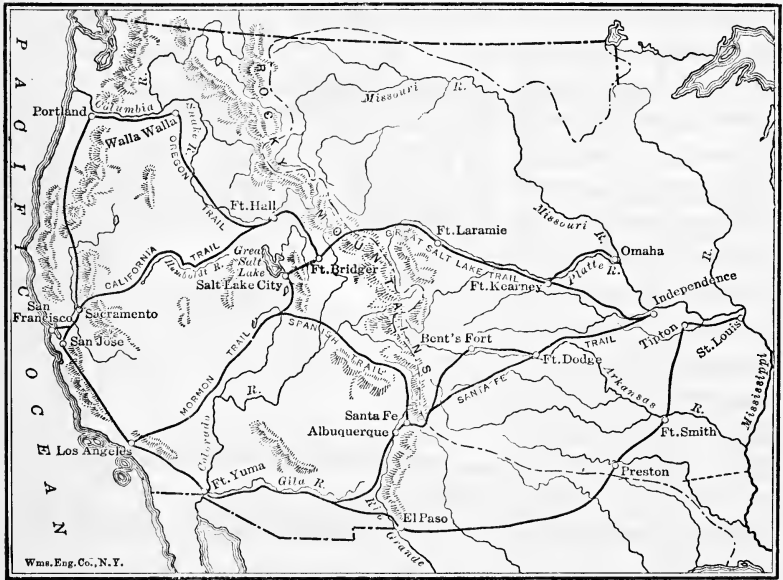 PACIFIC OCEAN
ROCKY MOUNTAINS
Missouri R.
Portland
Columbia R.
Walla Walla
Snake R.
OREGON TRAIL
Ft. Hall
Ft. Laramie
GREAT SALT LAKE TRAIL
Missouri R.
Omaha
Platte R.
CALIFORNIA TRAIL
Humboldt R.
Great
Salt
Lake
Ft. Bridger
Salt Lake City
Ft. Kearney
Independence
San
Francisco
Sacramento
San Jose
Tipton
St. Louis
R.
Mississippi
SPANISH TRAIL
Bent's Fort
Ft. Dodge
SANTA FE TRAIL
MORMON TRAIL
Arkansas R.
Santa Fe
Albuquerque
Ft. Smith
Los Angeles
Colorado R.
Ft. Yuma
Gila R.
Preston
El Paso
Rio Grande
Wms. Eng. Co., N.Y.